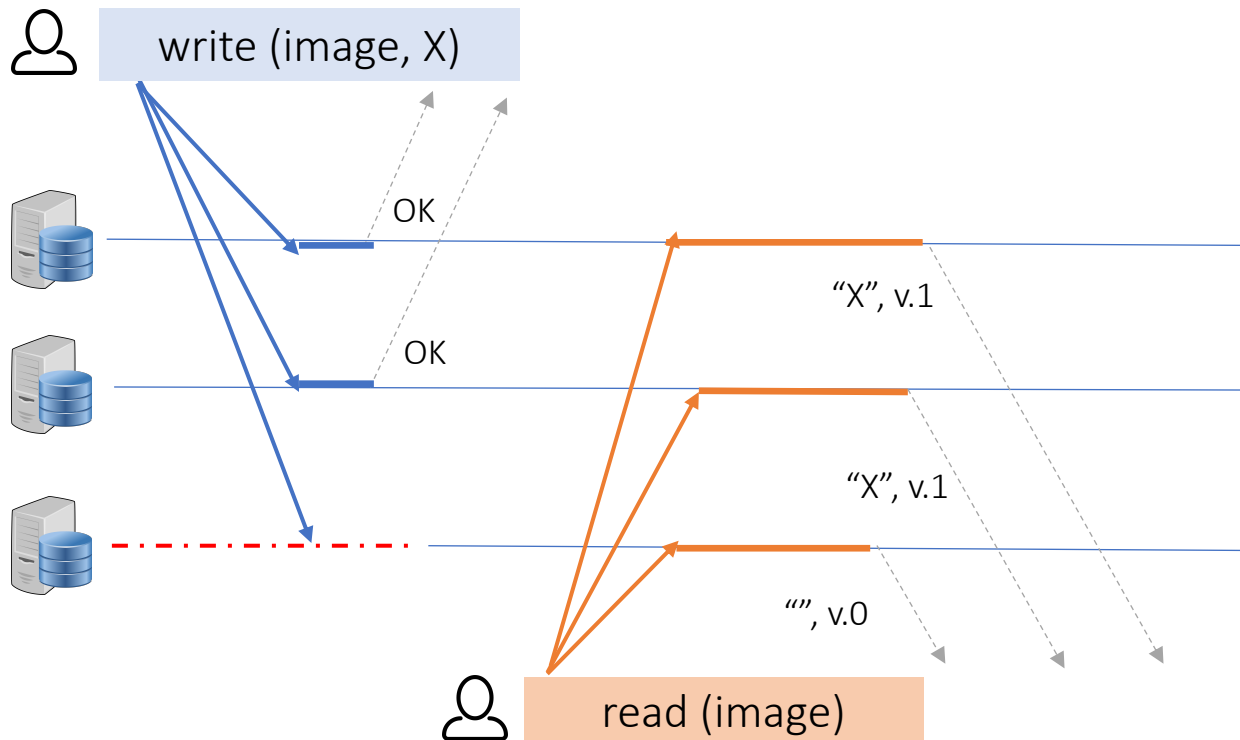 write (image, X)
OK
“X”, v.1
OK
“X”, v.1
“”, v.0
read (image)